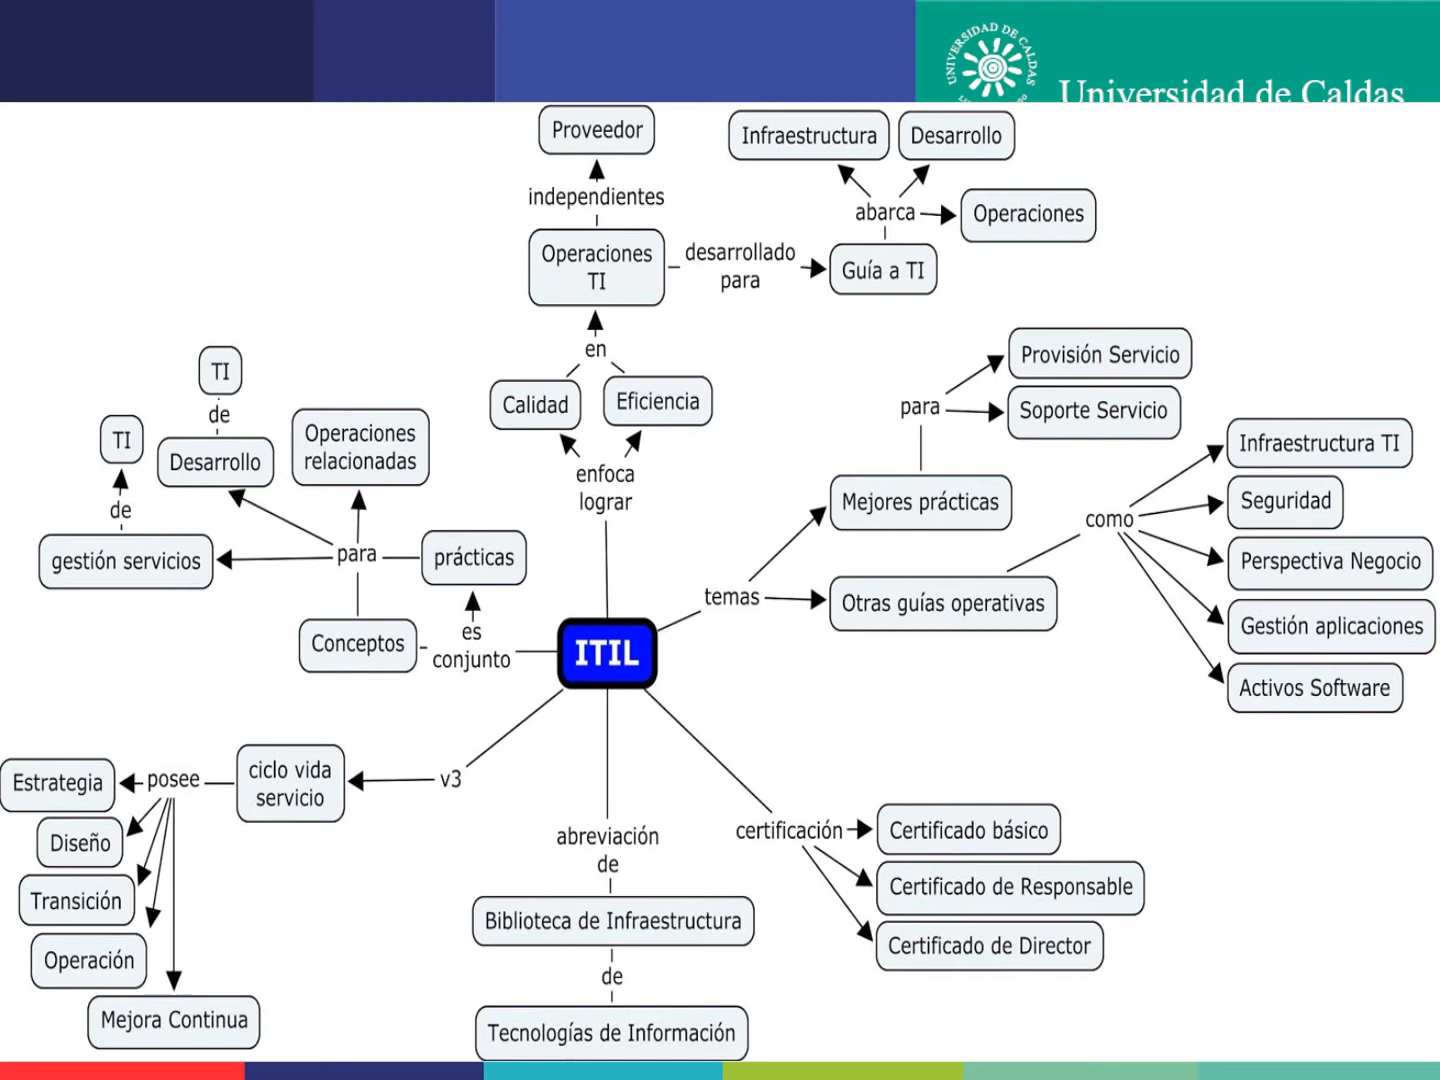 UNIVERSIDAD DE CALDAS
Universidad de Caldas
Proveedor
independientes
Operaciones
TI
desarrollado
para
Guía a TI
abarca
Infraestructura
Desarrollo
Operaciones
en
Calidad
Eficiencia
enfoca
lograr
TI
de
Desarrollo
TI
de
gestión servicios
Operaciones
relacionadas
para
prácticas
Conceptos
es
conjunto
ITIL
temas
Mejores prácticas
para
Provisión Servicio
Soporte Servicio
Otras guías operativas
como
Infraestructura TI
Seguridad
Perspectiva Negocio
Gestión aplicaciones
Activos Software
v3
ciclo vida
servicio
posee
Estrategia
Diseño
Transición
Operación
Mejora Continua
abreviación
de
Biblioteca de Infraestructura
de
Tecnologías de Información
certificación
Certificado básico
Certificado de Responsable
Certificado de Director